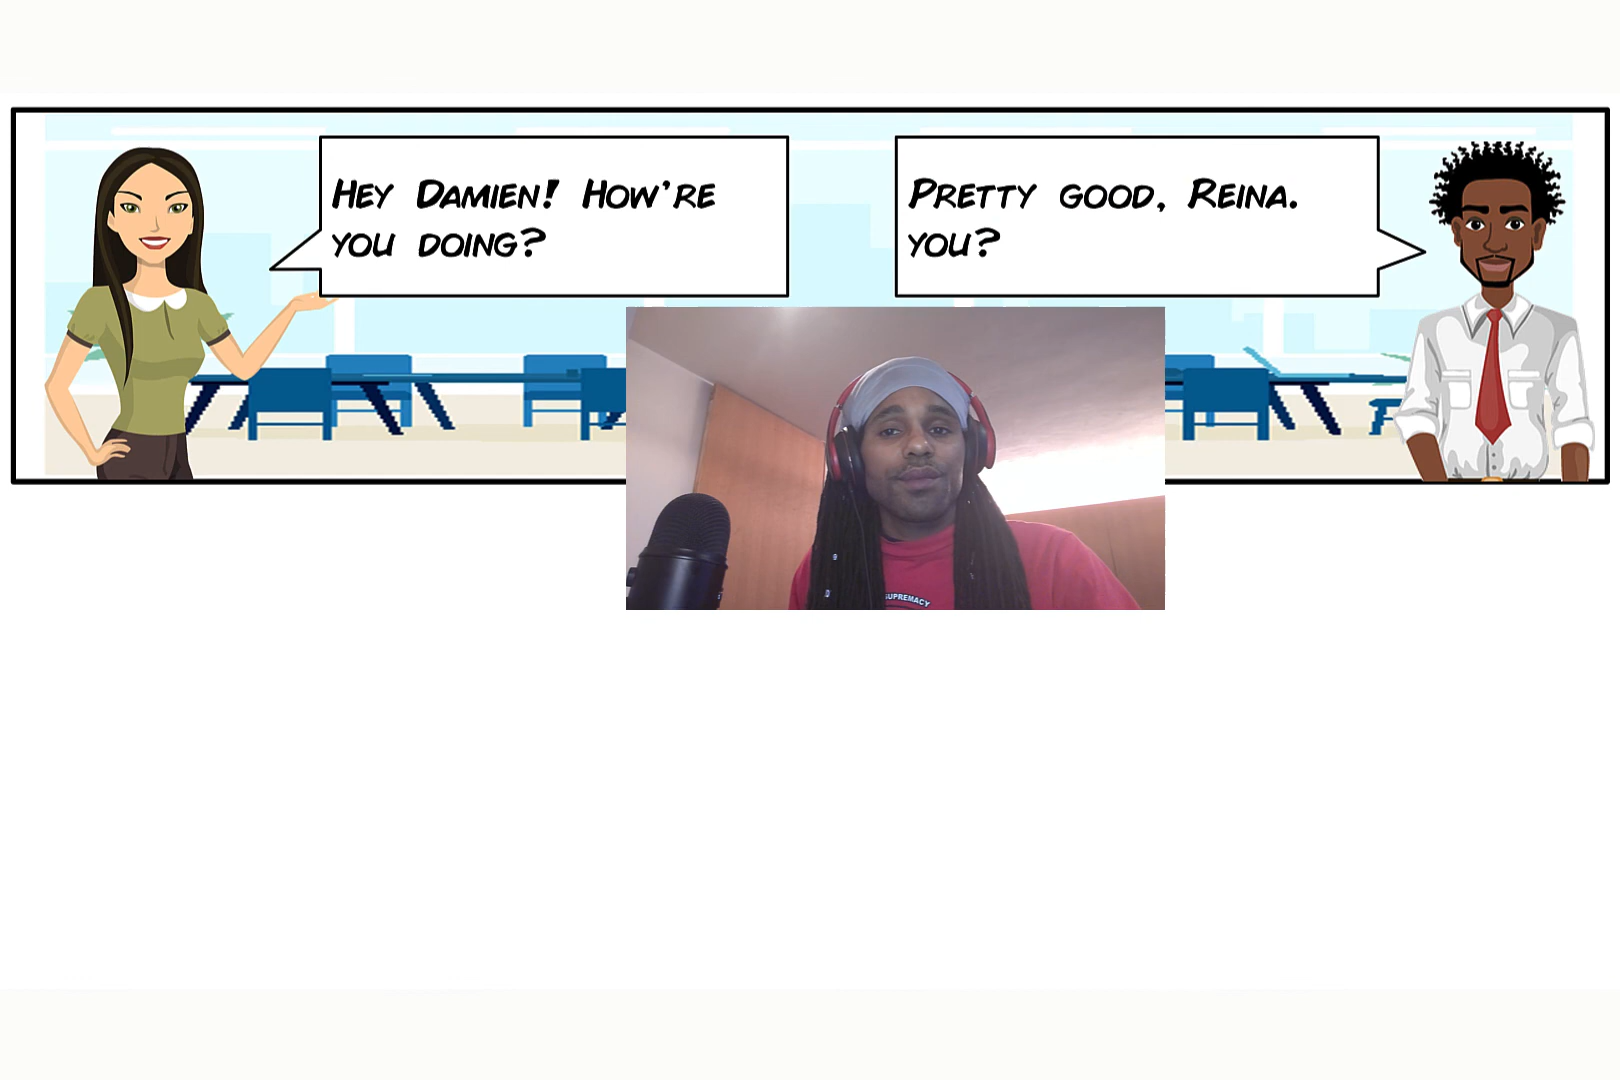 Hey Damien! How're
you doing?
Pretty good, Reina.
you?
SUPREMACY